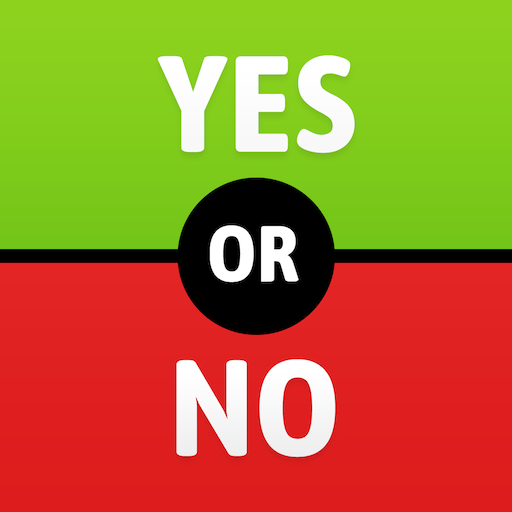 YES
OR
NO